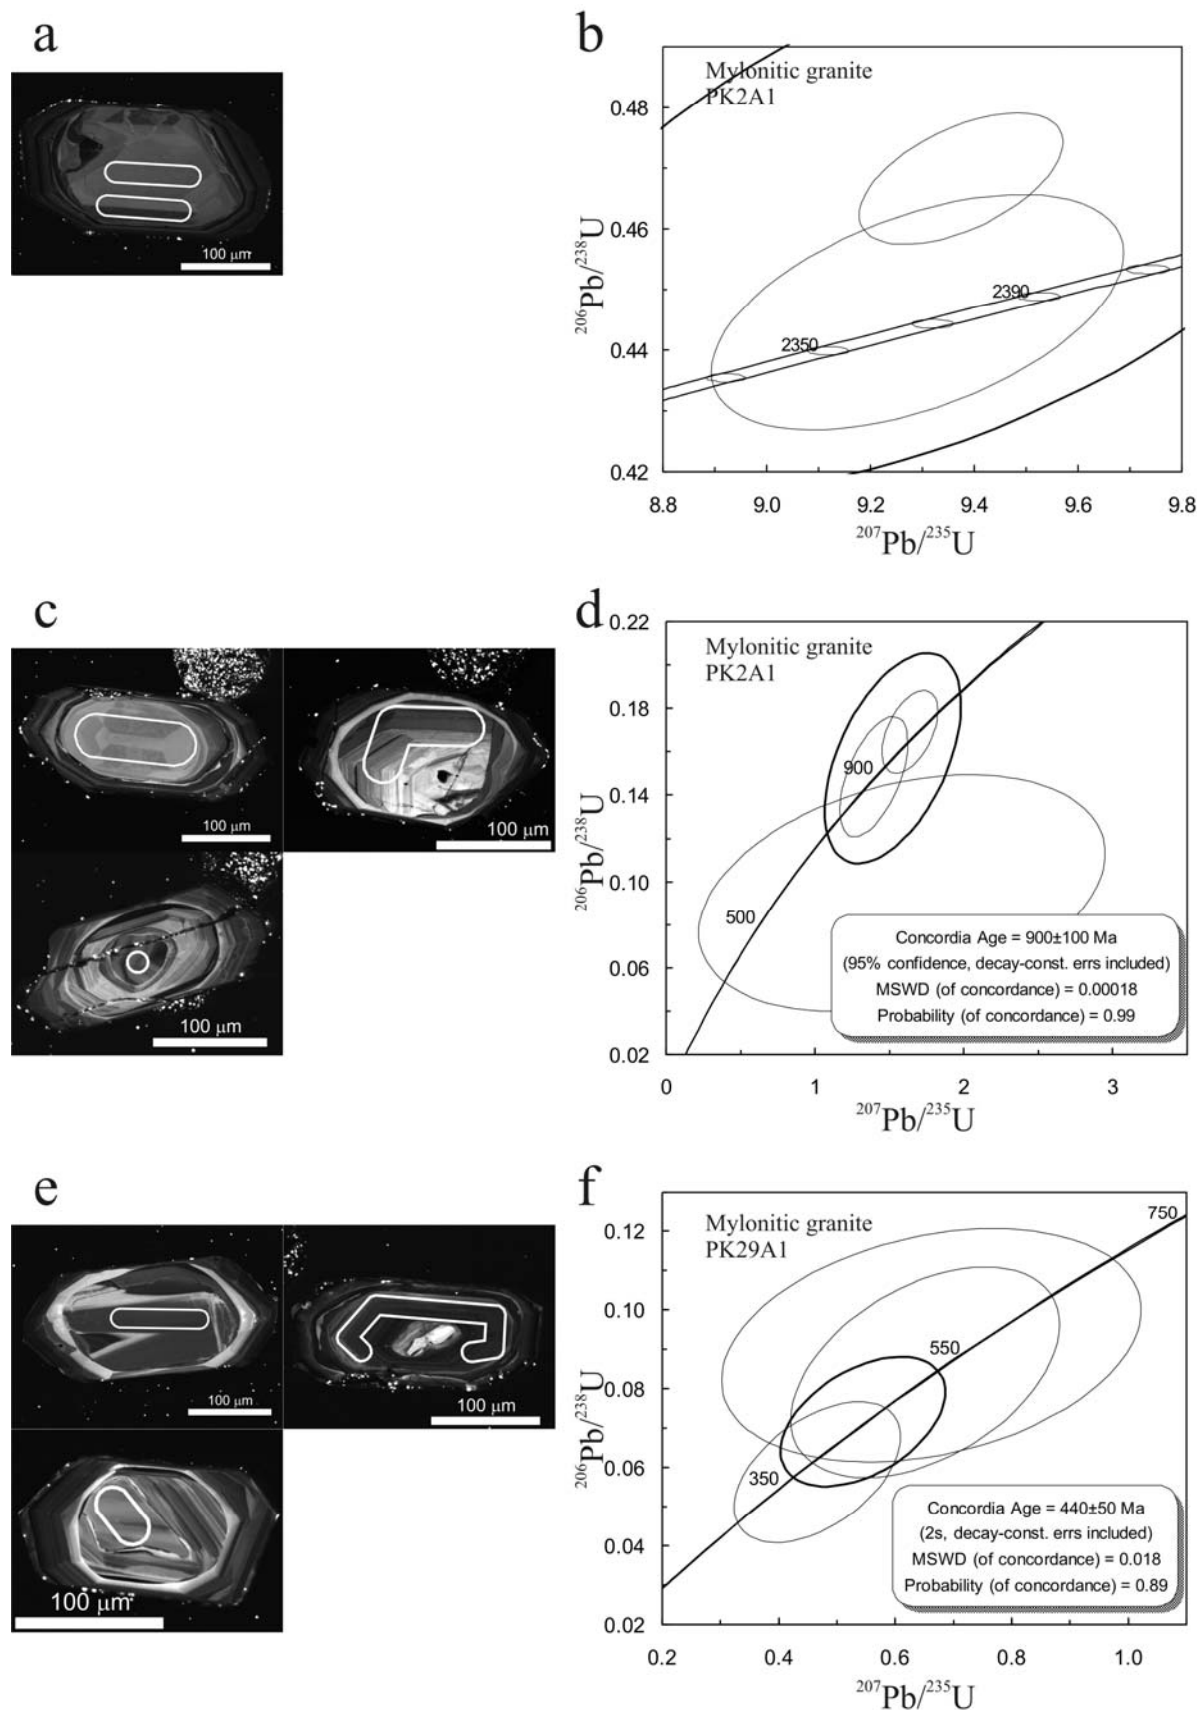 a
100 μm
b
Mylonitic granite
PK2A1
0.48
0.46
0.44
0.42
²⁰⁶Pb/²³⁸U
2350
2390
8.8 9.0 9.2 9.4 9.6 9.8
²⁰⁷Pb/²³⁵U
c
100 μm
100 μm
100 μm
d
Mylonitic granite
PK2A1
0.22
0.18
0.14
0.10
0.06
0.02
²⁰⁶Pb/²³⁸U
900
500
Concordia Age = 900±100 Ma
(95% confidence, decay-const. errs included)
MSWD (of concordance) = 0.00018
Probability (of concordance) = 0.99
0 1 2 3
²⁰⁷Pb/²³⁵U
e
100 μm
100 μm
100 μm
f
Mylonitic granite
PK29A1
0.12
0.10
0.08
0.06
0.04
0.02
²⁰⁶Pb/²³⁸U
750
550
350
Concordia Age = 440±50 Ma
(2s, decay-const. errs included)
MSWD (of concordance) = 0.018
Probability (of concordance) = 0.89
0.2 0.4 0.6 0.8 1.0
²⁰⁷Pb/²³⁵U